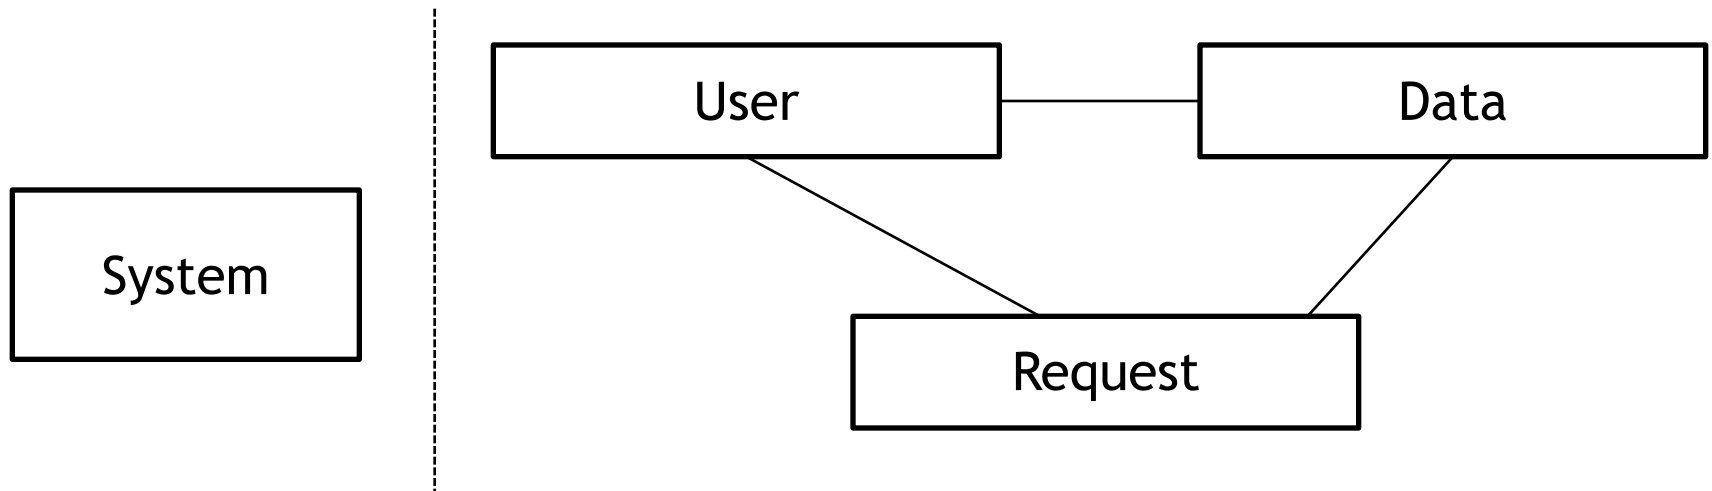 System
User
Data
Request